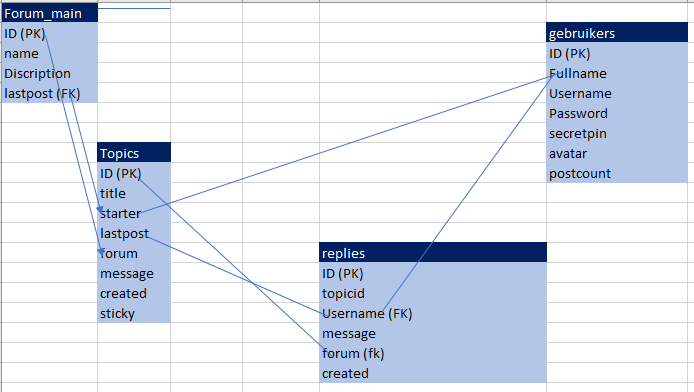 Forum_main
ID (PK)
name
Discription
lastpost (FK)
Topics
ID (PK)
title
starter
lastpost
forum
message
created
sticky
replies
ID (PK)
topicid
Username (FK)
message
forum (fk)
created
gebruikers
ID (PK)
Fullname
Username
Password
secretpin
avatar
postcount